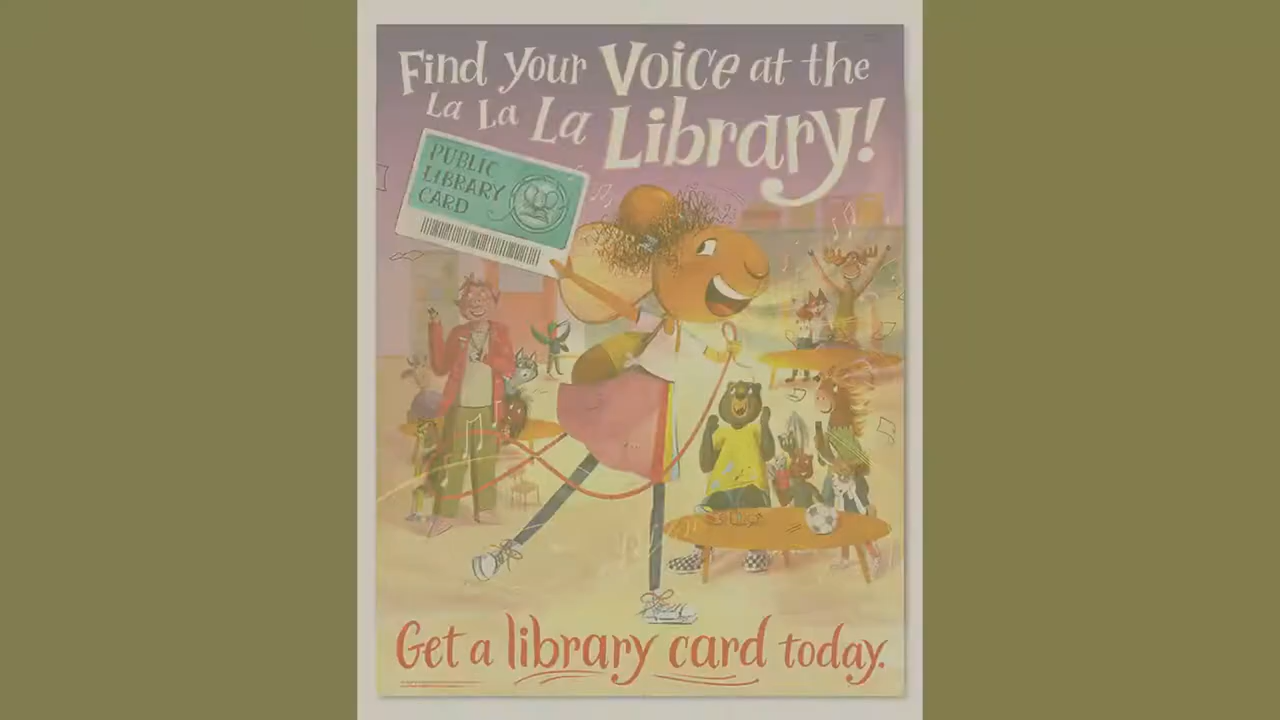 Find your Voice at the
La La La Library!
PUBLIC
LIBRARY
CARD
Get a library card today.